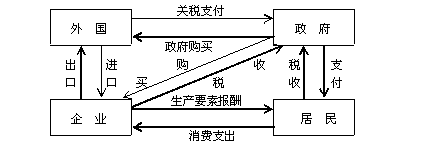 关税支付
外 国
政 府
政府购买
出口
进口
购
买
税
收
税收
支付
企 业
生产要素报酬
居 民
消费支出